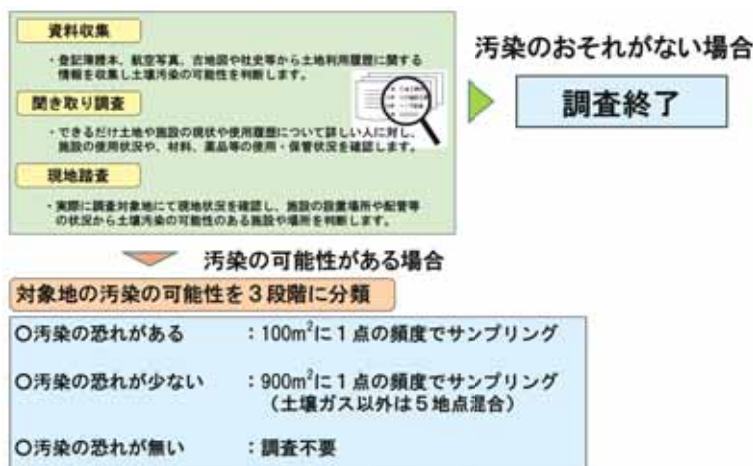 資料収集
・登記簿謄本、航空写真、古地図や社史等から土地利用履歴に関する
情報を収集し土壌汚染の可能性を判断します。
聞き取り調査
・できるだけ土地や施設の現状や使用履歴について詳しい人に対し、
施設の使用状況や、材料、薬品等の使用・保管状況を確認します。
現地踏査
・実際に調査対象地にて現地状況を確認し、施設の設置場所や配管等
の状況から土壌汚染の可能性のある施設や場所を判断します。
汚染のおそれがない場合
調査終了
汚染の可能性がある場合
対象地の汚染の可能性を3段階に分類
○汚染の恐れがある :100m²に1点の頻度でサンプリング
○汚染の恐れが少ない :900m²に1点の頻度でサンプリング
(土壌ガス以外は5地点混合)
○汚染の恐れが無い :調査不要